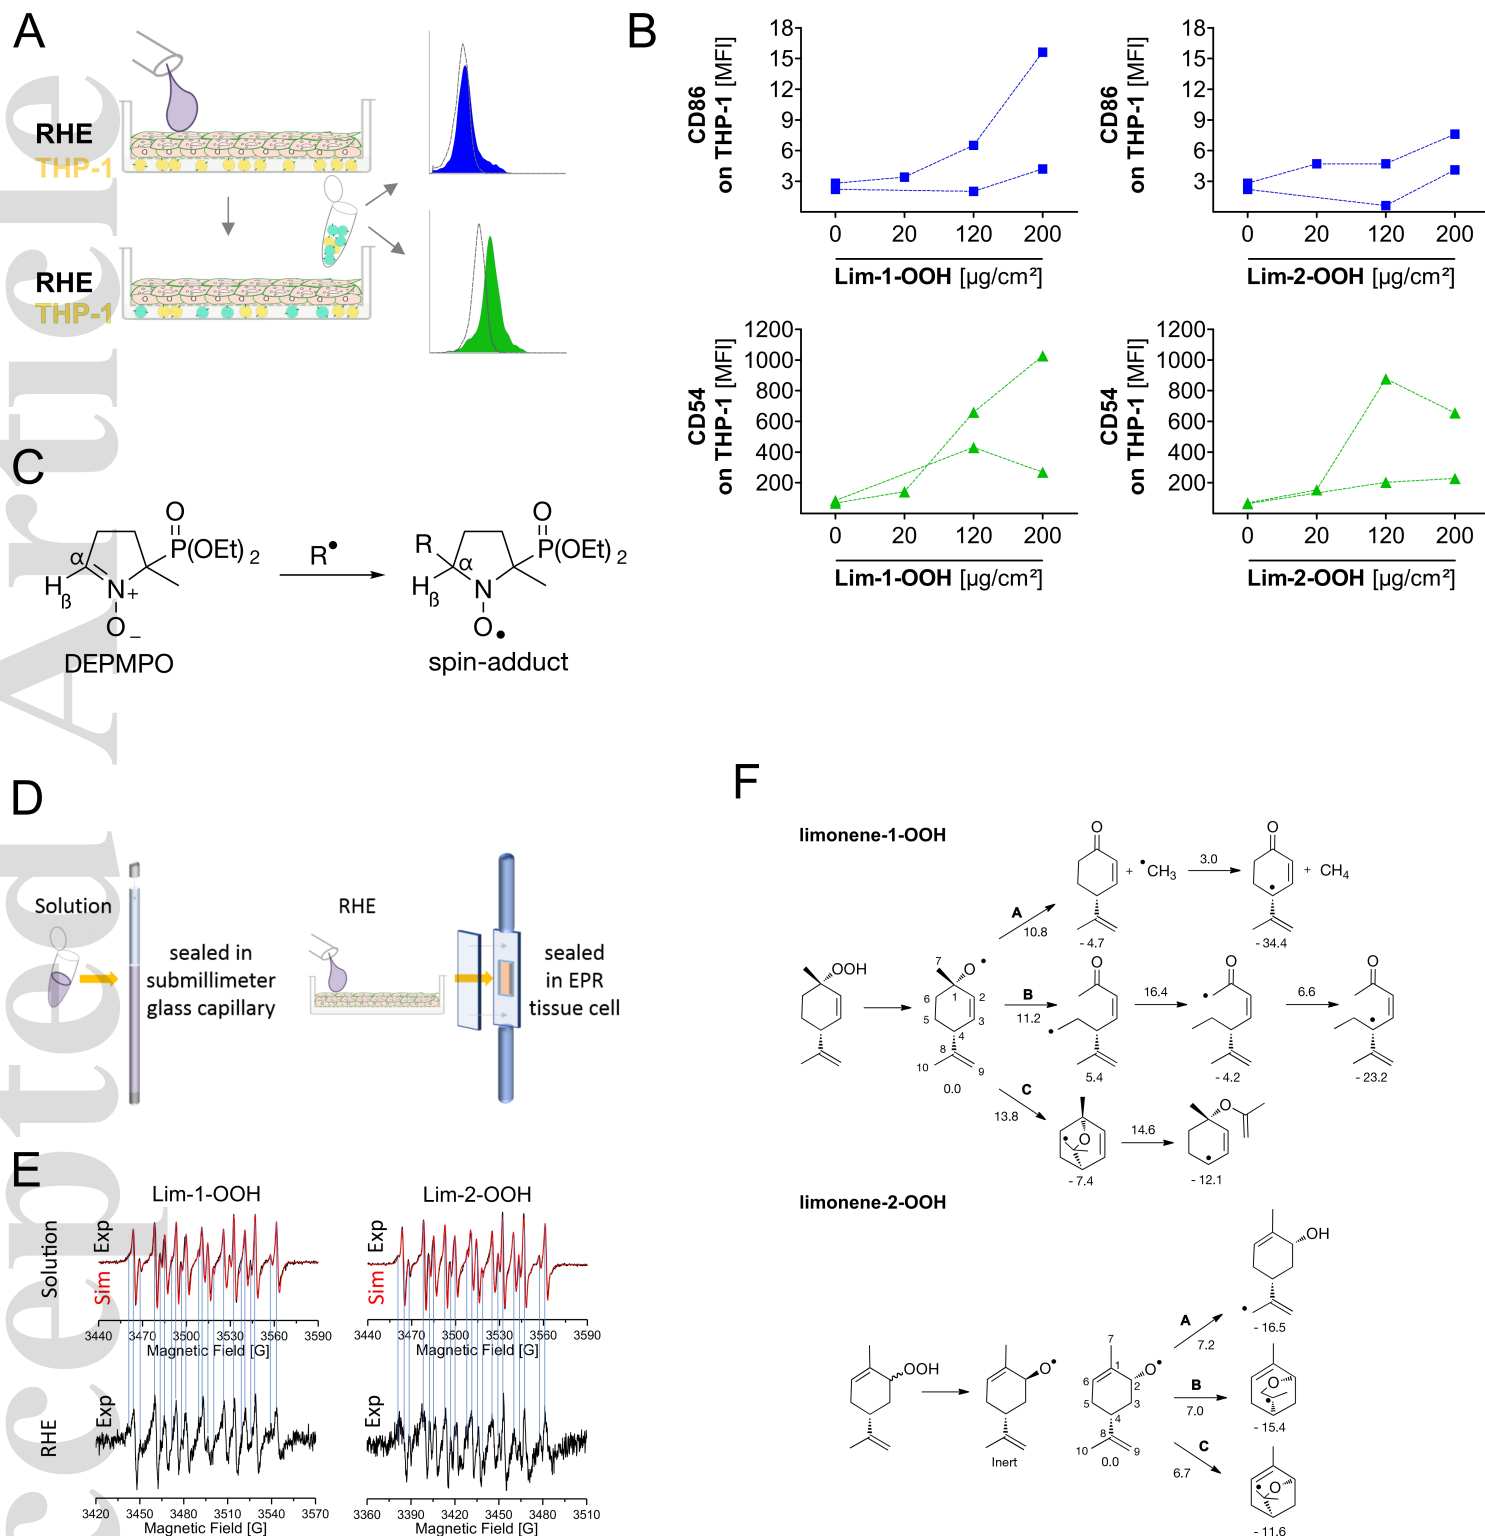 Accepted Article
A
RHE
THP-1
RHE
THP-1
B
CD86
on THP-1 [MFI]
18
15
12
9
6
3
0 20 120 200
Lim-1-OOH [µg/cm²]
CD86
on THP-1 [MFI]
18
15
12
9
6
3
0 20 120 200
Lim-2-OOH [µg/cm²]
CD54
on THP-1 [MFI]
1200
1000
800
600
400
200
0 20 120 200
Lim-1-OOH [µg/cm²]
CD54
on THP-1 [MFI]
1200
1000
800
600
400
200
0 20 120 200
Lim-2-OOH [µg/cm²]
C
O
P(OEt) 2
α
H
β
N
+
O
–
DEPMPO
R•
O
P(OEt) 2
R
α
H
β
N
O•
spin-adduct
D
Solution
sealed in
submillimeter
glass capillary
RHE
sealed
in EPR
tissue cell
E
Lim-1-OOH
Lim-2-OOH
Solution
Sim Exp
Sim Exp
3440 3470 3500 3530 3560 3590
Magnetic Field [G]
3440 3470 3500 3530 3560 3590
Magnetic Field [G]
RHE
Exp
Exp
3420 3450 3480 3510 3540 3570
Magnetic Field [G]
3360 3390 3420 3450 3480 3510
Magnetic Field [G]
F
limonene-1-OOH
OOH
7
O •
1
2
3
4
5
6
8
9
10
0.0
A
10.8
O
+ •CH3
- 4.7
3.0
O
+ CH4
- 34.4
B
11.2
O
5.4
16.4
O
- 4.2
6.6
O
- 23.2
C
13.8
O
- 7.4
14.6
O
- 12.1
limonene-2-OOH
OOH
O•
Inert
7
1
O•
2
3
4
5
6
8
9
10
0.0
A
7.2
OH
- 16.5
B
7.0
O
- 15.4
C
6.7
O
- 11.6